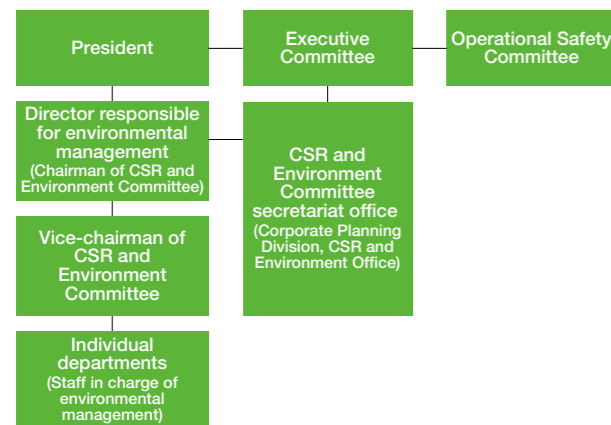 President
Executive
Committee
Operational Safety
Committee
Director responsible
for environmental
management
(Chairman of CSR and
Environment Committee)
CSR and
Environment
Committee
secretariat office
(Corporate Planning
Division, CSR and
Environment Office)
Vice-chairman of
CSR and
Environment
Committee
Individual
departments
(Staff in charge of
environmental
management)